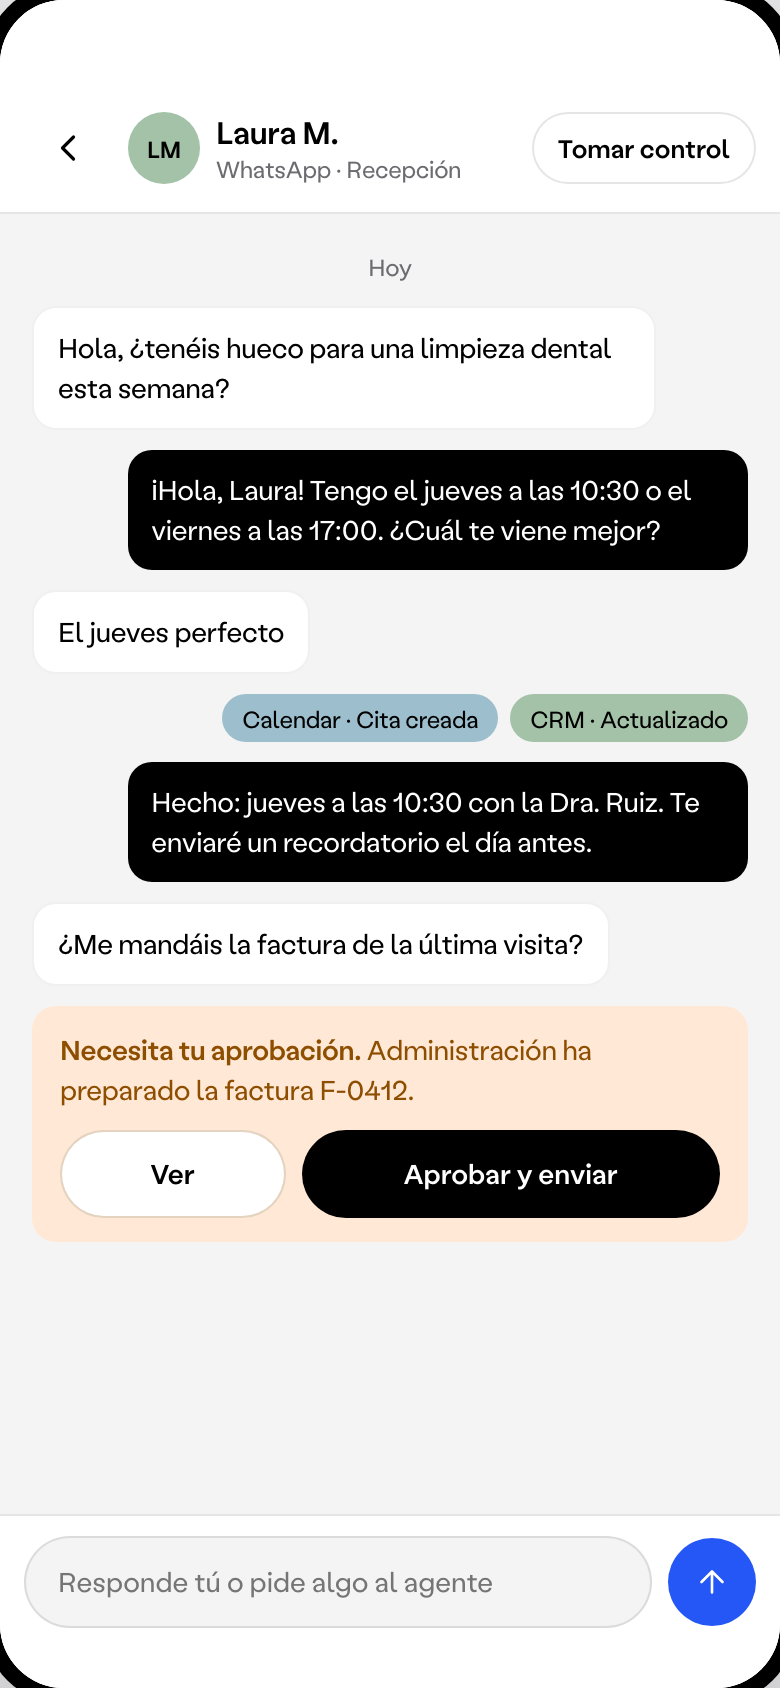 LM
Laura M.
WhatsApp · Recepción
Tomar control
Hoy
Hola, ¿tenéis hueco para una limpieza dental
esta semana?
¡Hola, Laura! Tengo el jueves a las 10:30 o el
viernes a las 17:00. ¿Cuál te viene mejor?
El jueves perfecto
Calendar · Cita creada
CRM · Actualizado
Hecho: jueves a las 10:30 con la Dra. Ruiz. Te
enviaré un recordatorio el día antes.
¿Me mandáis la factura de la última visita?
Necesita tu aprobación. Administración ha
preparado la factura F-0412.
Ver
Aprobar y enviar
Responde tú o pide algo al agente